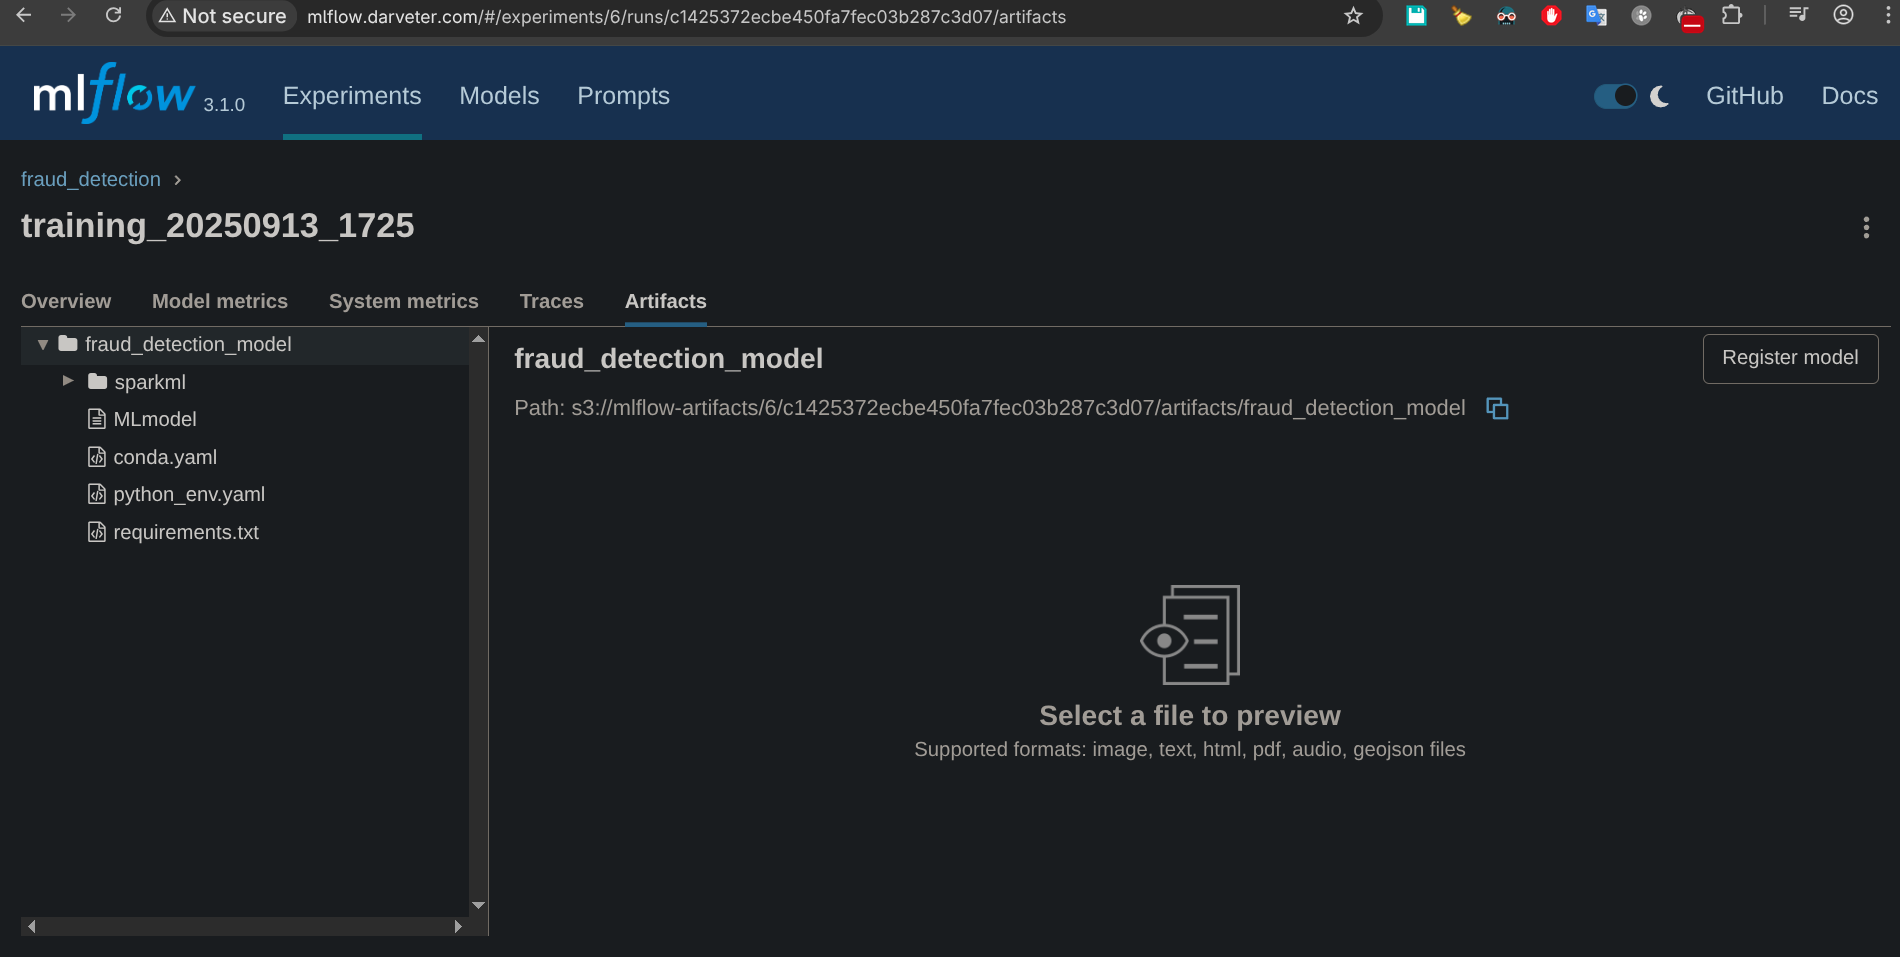 Not secure mlflow.darveter.com/#/experiments/6/runs/c1425372ecbe450fa7fec03b287c3d07/artifacts
mlflow 3.1.0 Experiments Models Prompts GitHub Docs
fraud_detection
training_20250913_1725
Overview Model metrics System metrics Traces Artifacts
fraud_detection_model
sparkml
MLmodel
conda.yaml
python_env.yaml
requirements.txt
fraud_detection_model
Register model
Path: s3://mlflow-artifacts/6/c1425372ecbe450fa7fec03b287c3d07/artifacts/fraud_detection_model
Select a file to preview
Supported formats: image, text, html, pdf, audio, geojson files